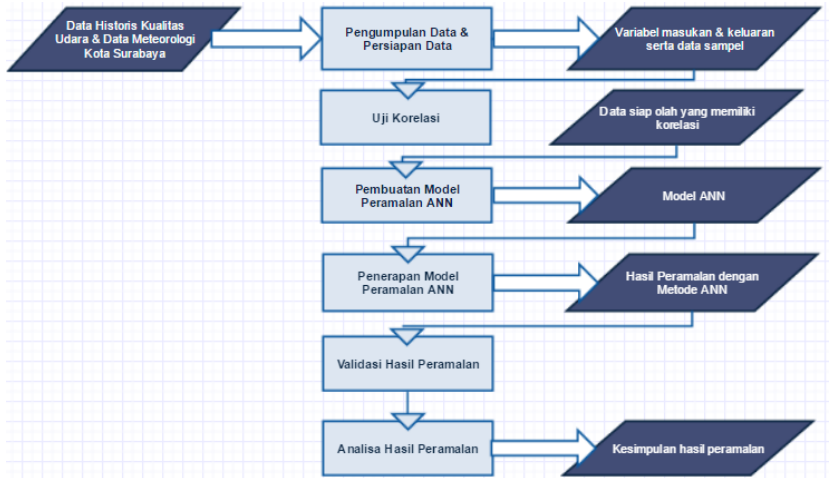 Data Historis Kualitas
Udara & Data Meteorologi
Kota Surabaya
Pengumpulan Data &
Persiapan Data
Variabel masukan & keluaran
serta data sampel
Uji Korelasi
Data siap olah yang memiliki
korelasi
Pembuatan Model
Peramalan ANN
Model ANN
Penerapan Model
Peramalan ANN
Hasil Peramalan dengan
Metode ANN
Validasi Hasil Peramalan
Analisa Hasil Peramalan
Kesimpulan hasil peramalan